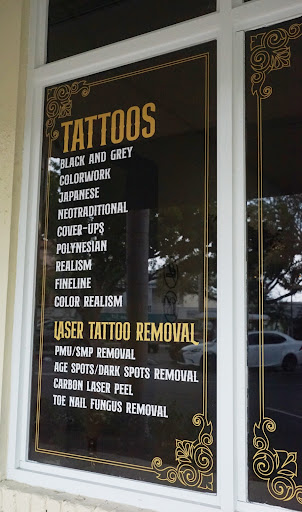 TATTOOS
BLACK AND GREY
COLORWORK
JAPANESE
NEOTRADITIONAL
COVER-UPS
POLYNESIAN
REALISM
FINELINE
COLOR REALISM
LASER TATTOO REMOVAL
PMU/SMP REMOVAL
AGE SPOTS/DARK SPOTS REMOVAL
CARBON LASER PEEL
TOE NAIL FUNGUS REMOVAL